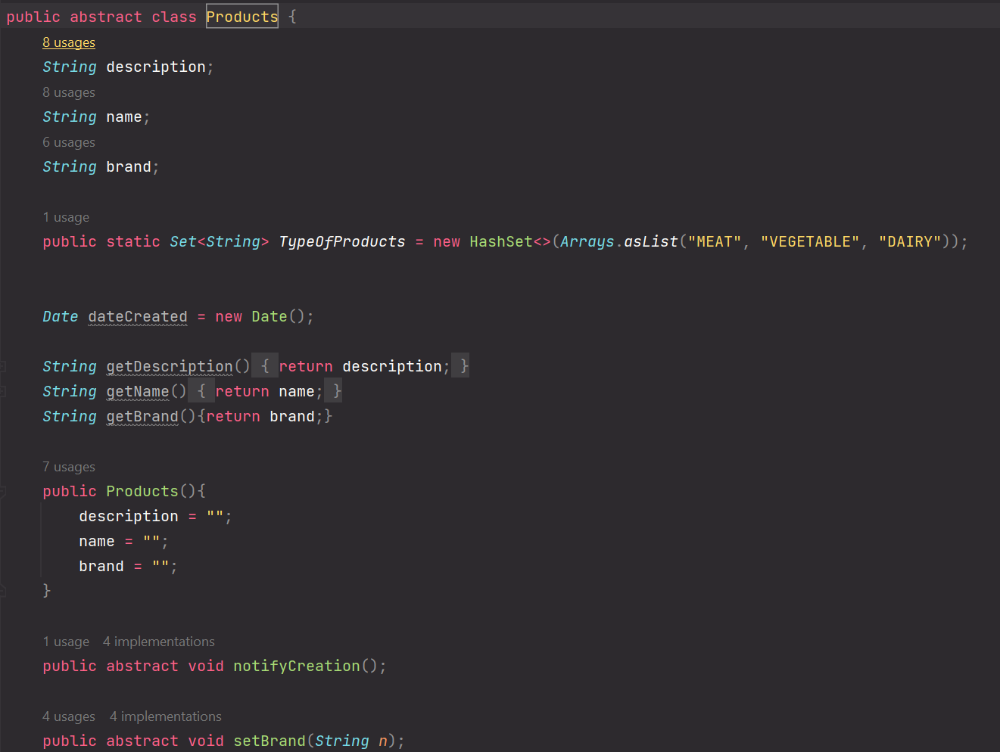 public abstract class Products {
8 usages
String description;
8 usages
String name;
6 usages
String brand;
1 usage
public static Set<String> TypeOfProducts = new HashSet<>(Arrays.asList("MEAT", "VEGETABLE", "DAIRY"));
Date dateCreated = new Date();
String getDescription() { return description; }
String getName() { return name; }
String getBrand(){return brand;}
7 usages
public Products(){
description = "";
name = "";
brand = "";
}
1 usage 4 implementations
public abstract void notifyCreation();
4 usages 4 implementations
public abstract void setBrand(String n);